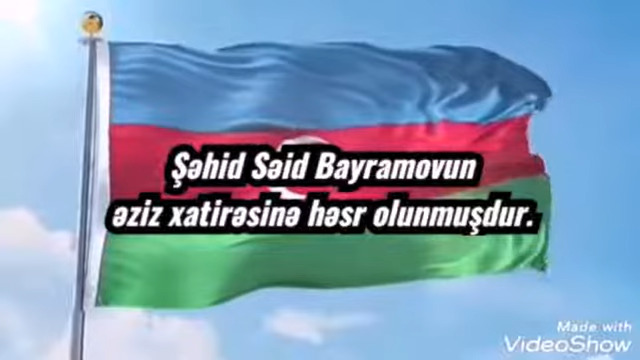 Şəhid Səid Bayramovun
əziz xatirəsinə həsr olunmuşdur.
Made with
VideoShow